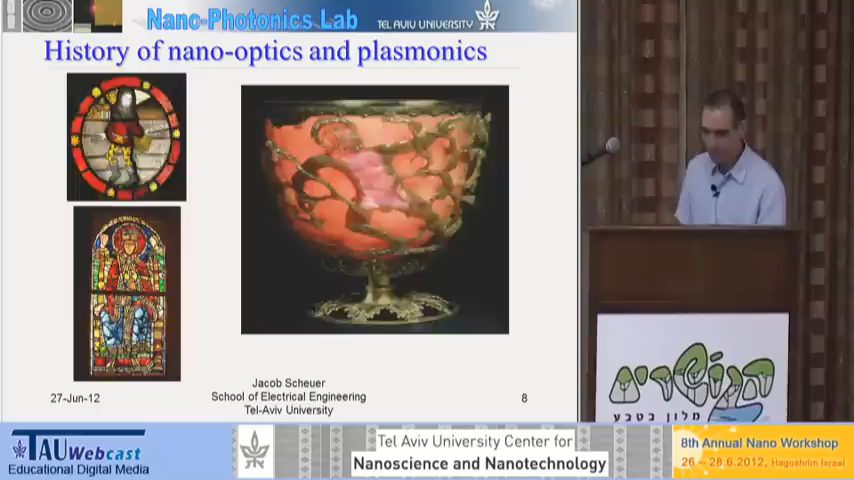 Nano-Photonics Lab
TEL AVIV UNIVERSITY
History of nano-optics and plasmonics
27-Jun-12
Jacob Scheuer
School of Electrical Engineering
Tel-Aviv University
8
הגושרים
מלון בטבע
TAU Webcast
Educational Digital Media
Tel Aviv University Center for
Nanoscience and Nanotechnology
8th Annual Nano Workshop
26 – 28.6.2012, Hagoshrim Israel